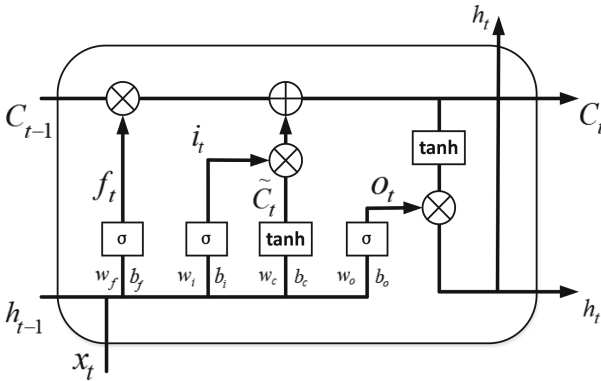 h_t
C_{t-1}
C_t
i_t
tanh
f_t
\tilde{C}_t
o_t
σ
σ
tanh
σ
w_f b_f
w_i b_i
w_c b_c
w_o b_o
h_{t-1}
h_t
x_t